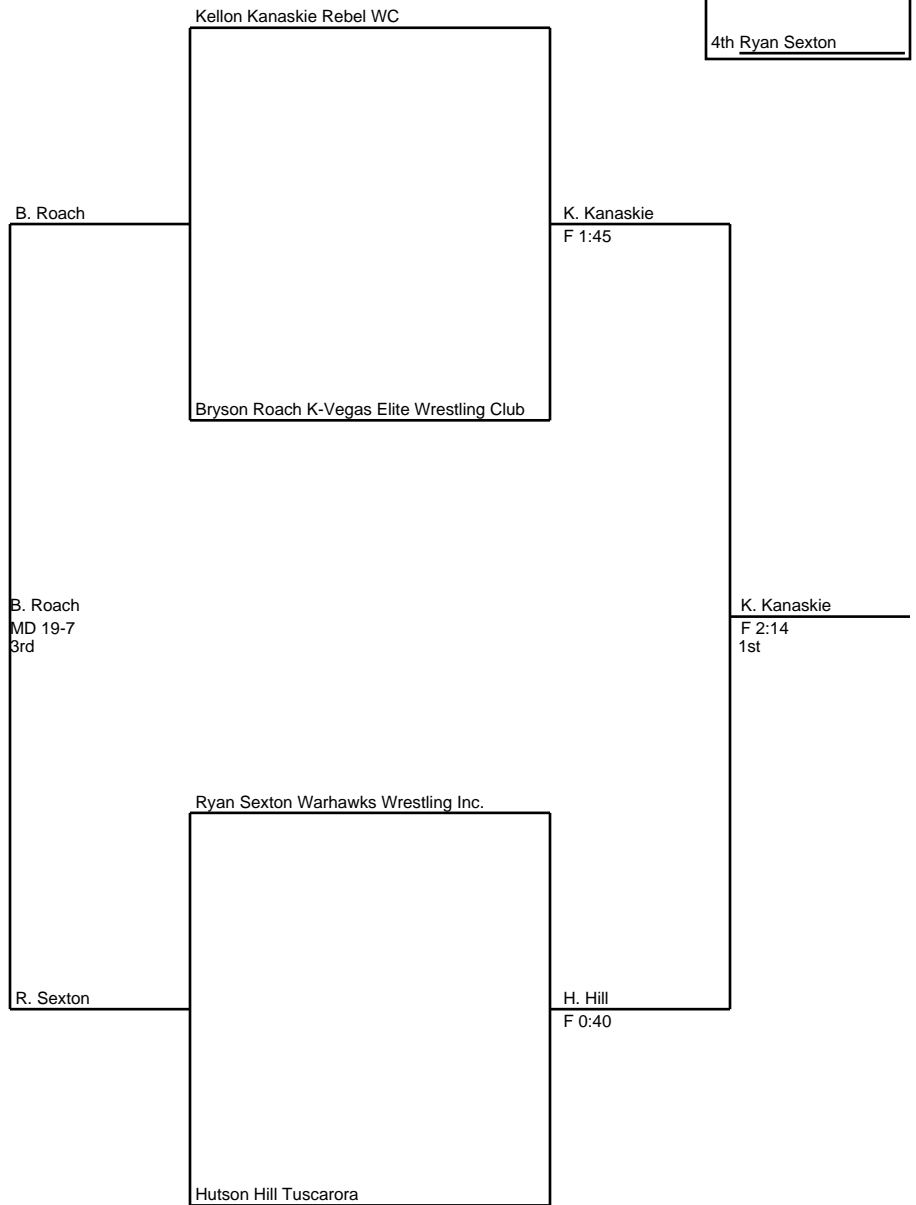 Kellon Kanaskie Rebel WC
4th Ryan Sexton
B. Roach
K. Kanaskie
F 1:45
Bryson Roach K-Vegas Elite Wrestling Club
B. Roach
MD 19-7
3rd
K. Kanaskie
F 2:14
1st
Ryan Sexton Warhawks Wrestling Inc.
R. Sexton
H. Hill
F 0:40
Hutson Hill Tuscarora